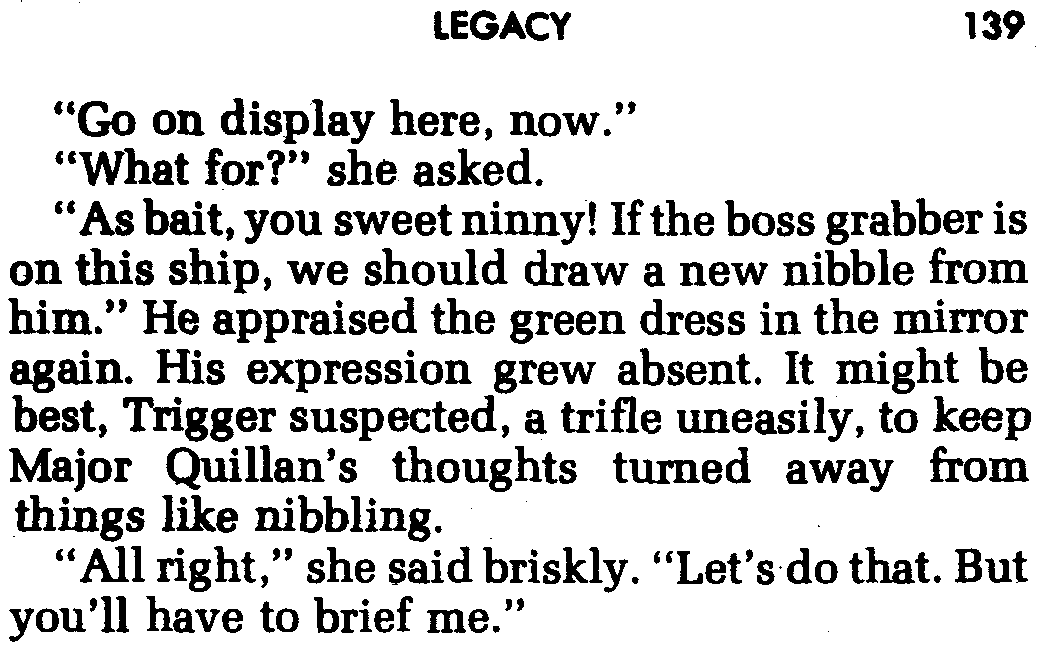 LEGACY 139
“Go on display here, now.”
“What for?” she asked.
“As bait, you sweet ninny! If the boss grabber is
on this ship, we should draw a new nibble from
him.” He appraised the green dress in the mirror
again. His expression grew absent. It might be
best, Trigger suspected, a trifle uneasily, to keep
Major Quillan’s thoughts turned away from
things like nibbling.
“All right,” she said briskly. “Let’s do that. But
you’ll have to brief me.”